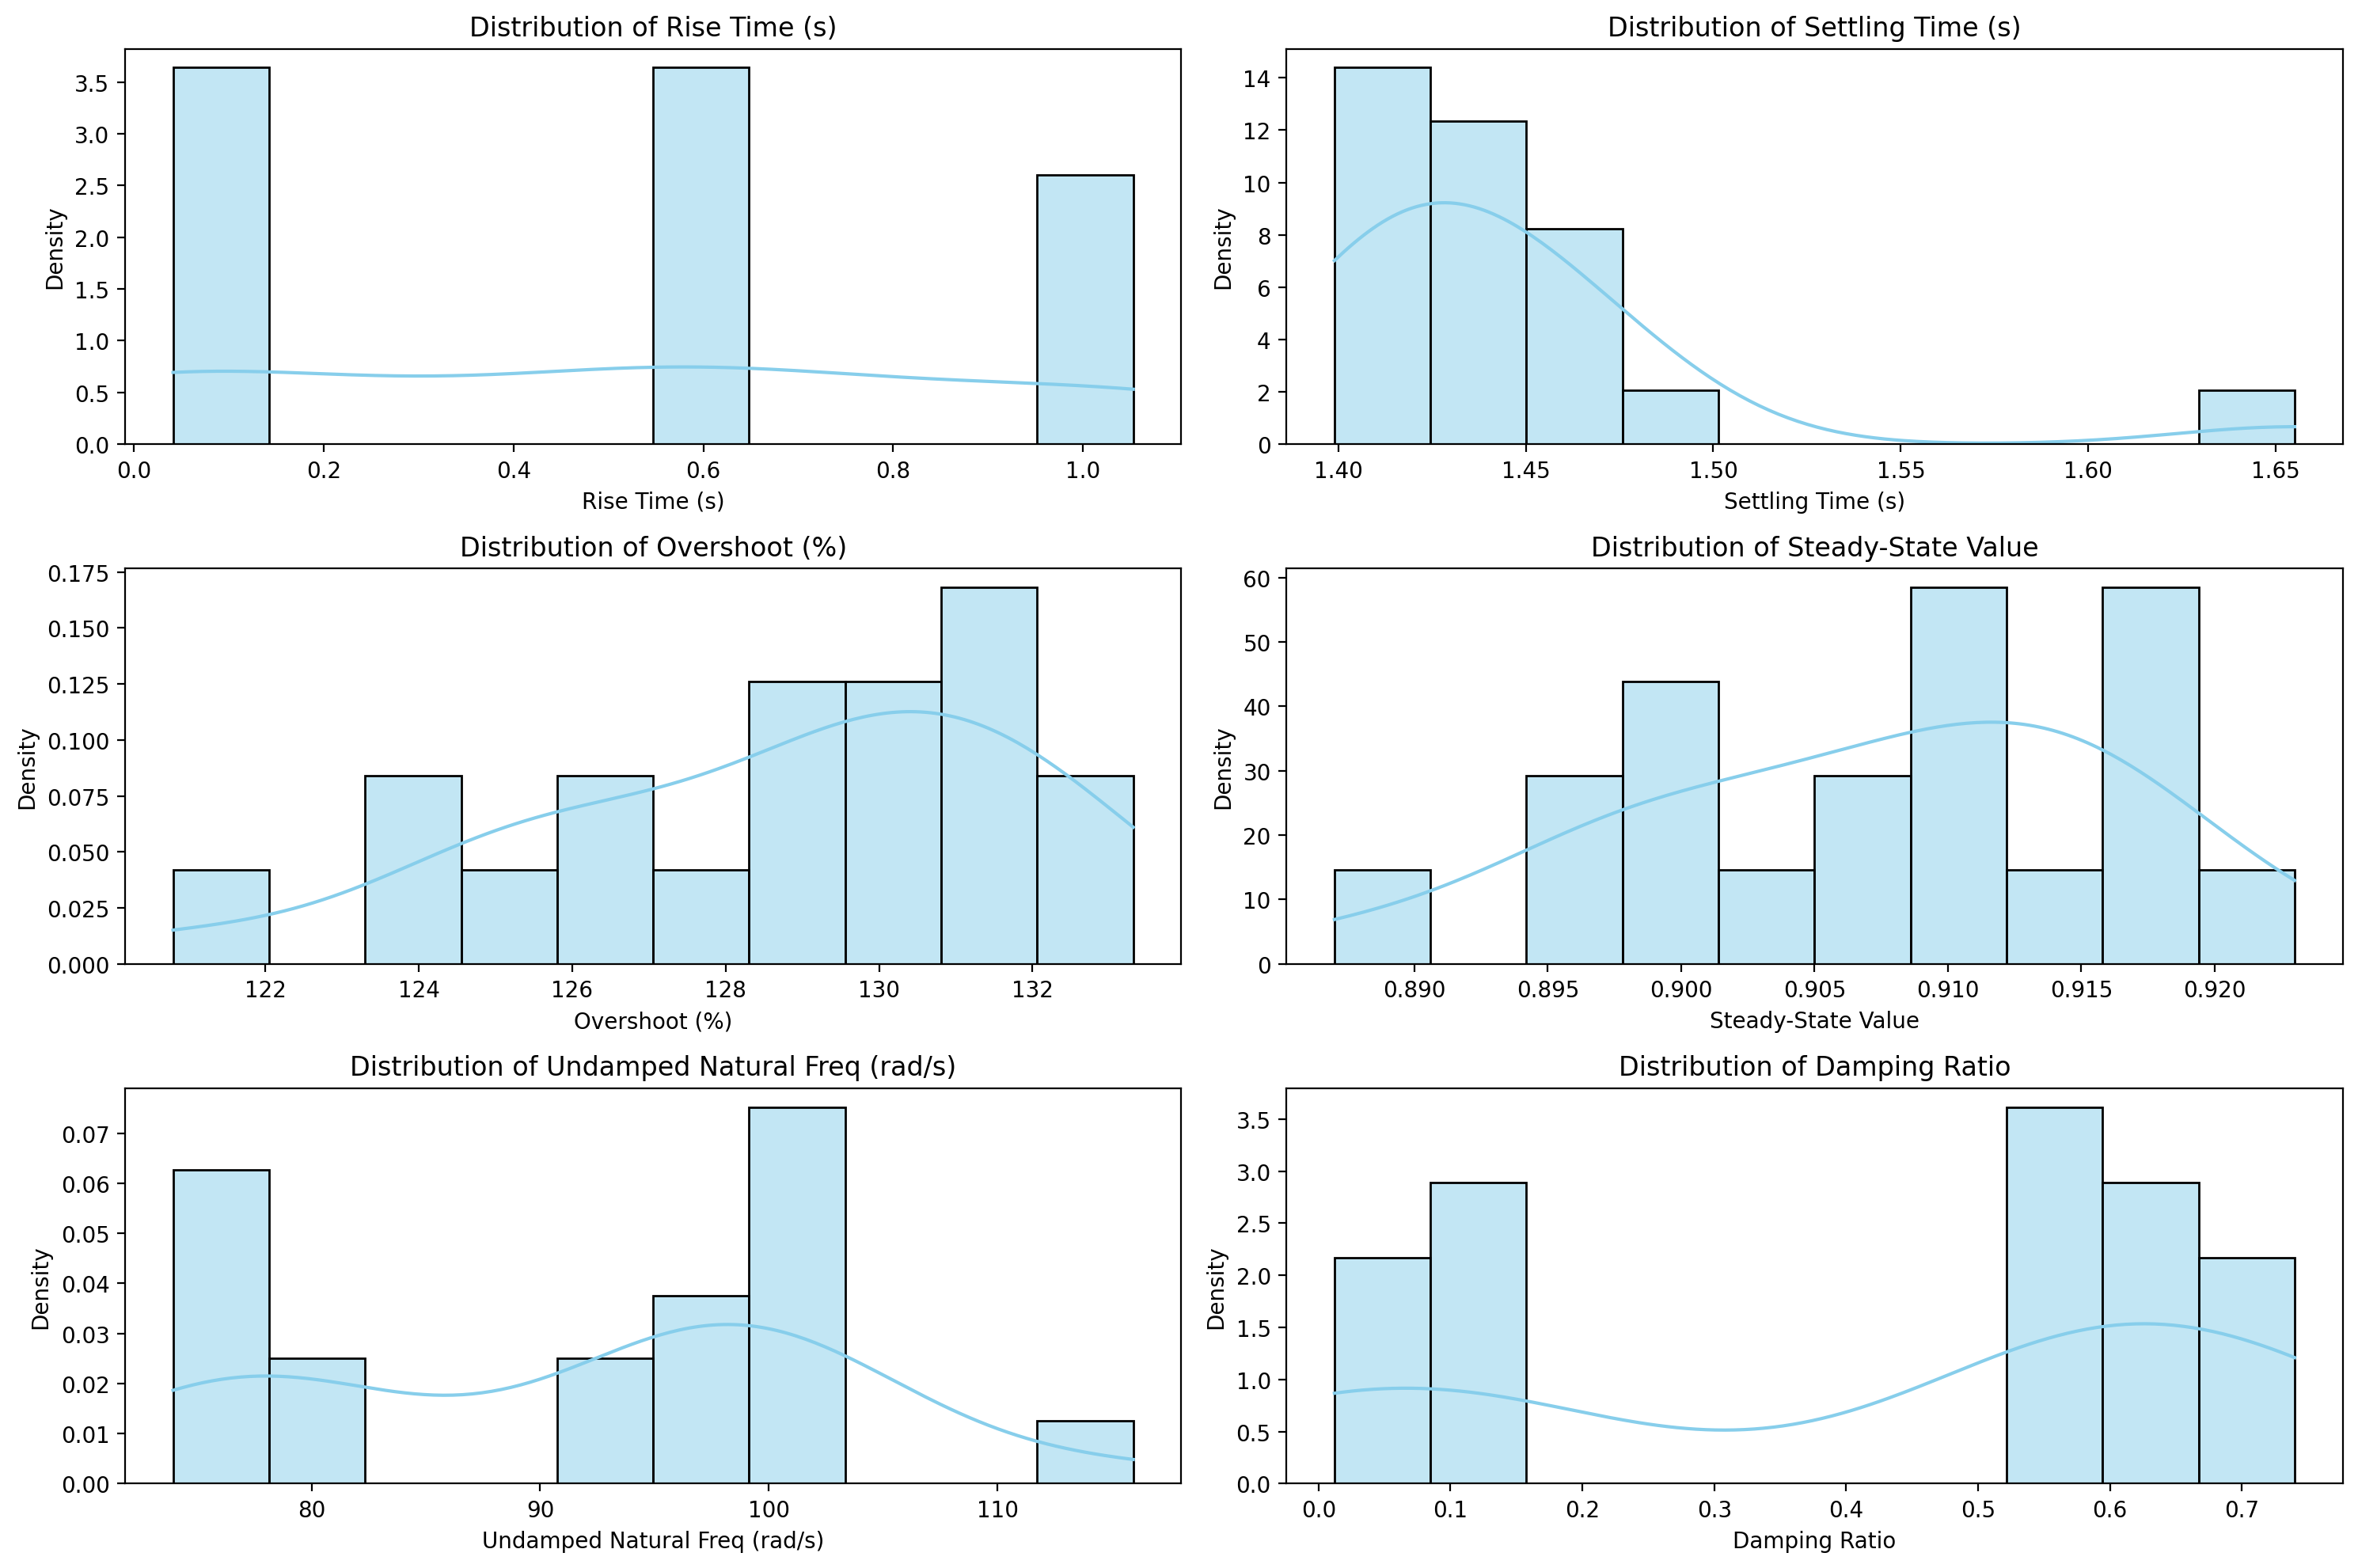 Distribution of Rise Time (s)
3.5
3.0
2.5
2.0
1.5
1.0
0.5
0.0
Density
0.0 0.2 0.4 0.6 0.8 1.0
Rise Time (s)
Distribution of Settling Time (s)
14
12
10
8
6
4
2
0
Density
1.40 1.45 1.50 1.55 1.60 1.65
Settling Time (s)
Distribution of Overshoot (%)
0.175
0.150
0.125
0.100
0.075
0.050
0.025
0.000
Density
122 124 126 128 130 132
Overshoot (%)
Distribution of Steady-State Value
60
50
40
30
20
10
0
Density
0.890 0.895 0.900 0.905 0.910 0.915 0.920
Steady-State Value
Distribution of Undamped Natural Freq (rad/s)
0.07
0.06
0.05
0.04
0.03
0.02
0.01
0.00
Density
80 90 100 110
Undamped Natural Freq (rad/s)
Distribution of Damping Ratio
3.5
3.0
2.5
2.0
1.5
1.0
0.5
0.0
Density
0.0 0.1 0.2 0.3 0.4 0.5 0.6 0.7
Damping Ratio